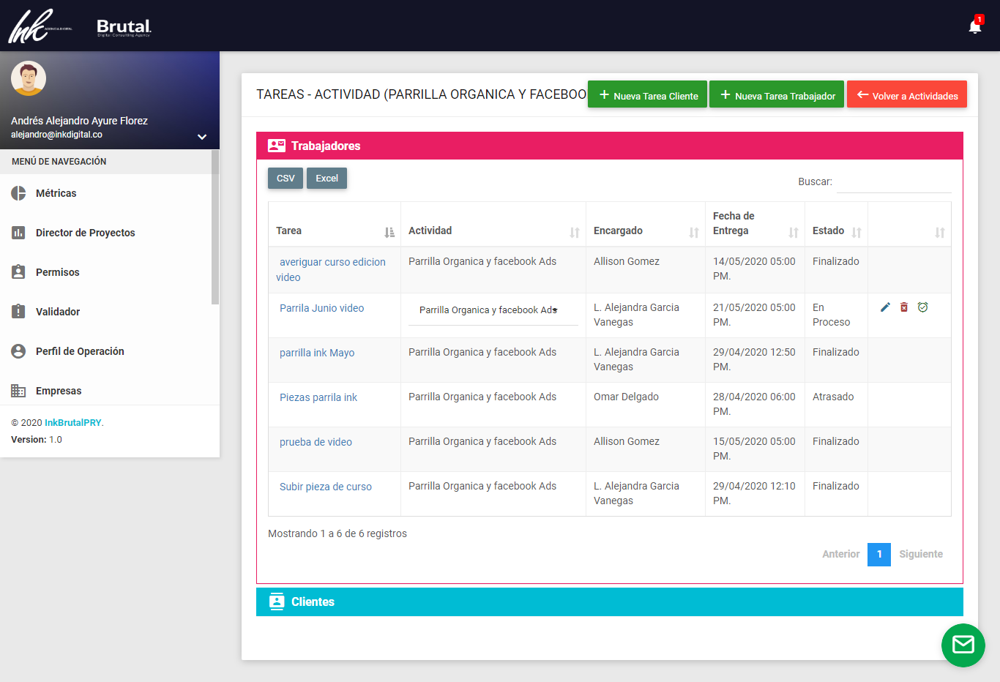 Ink AGENCIA DIGITAL
Brutal.
Digital Consulting Agency
1
Andrés Alejandro Ayure Florez
alejandro@inkdigital.co
MENÚ DE NAVEGACIÓN
Métricas
Director de Proyectos
Permisos
Validador
Perfil de Operación
Empresas
© 2020 InkBrutalPRY.
Version: 1.0
TAREAS - ACTIVIDAD (PARRILLA ORGANICA Y FACEBOO
Nueva Tarea Cliente
Nueva Tarea Trabajador
Volver a Actividades
Trabajadores
CSV Excel
Buscar:
Tarea Actividad Encargado Fecha de Entrega Estado
averiguar curso edicion video Parrilla Organica y facebook Ads Allison Gomez 14/05/2020 05:00 PM. Finalizado
Parrila Junio video Parrilla Organica y facebook Ads L. Alejandra Garcia Vanegas 21/05/2020 05:00 PM. En Proceso
parrilla ink Mayo Parrilla Organica y facebook Ads L. Alejandra Garcia Vanegas 29/04/2020 12:50 PM. Finalizado
Piezas parrila ink Parrilla Organica y facebook Ads Omar Delgado 28/04/2020 06:00 PM. Atrasado
prueba de video Parrilla Organica y facebook Ads Allison Gomez 15/05/2020 05:00 PM. Finalizado
Subir pieza de curso Parrilla Organica y facebook Ads L. Alejandra Garcia Vanegas 29/04/2020 12:10 PM. Finalizado
Mostrando 1 a 6 de 6 registros
Anterior 1 Siguiente
Clientes